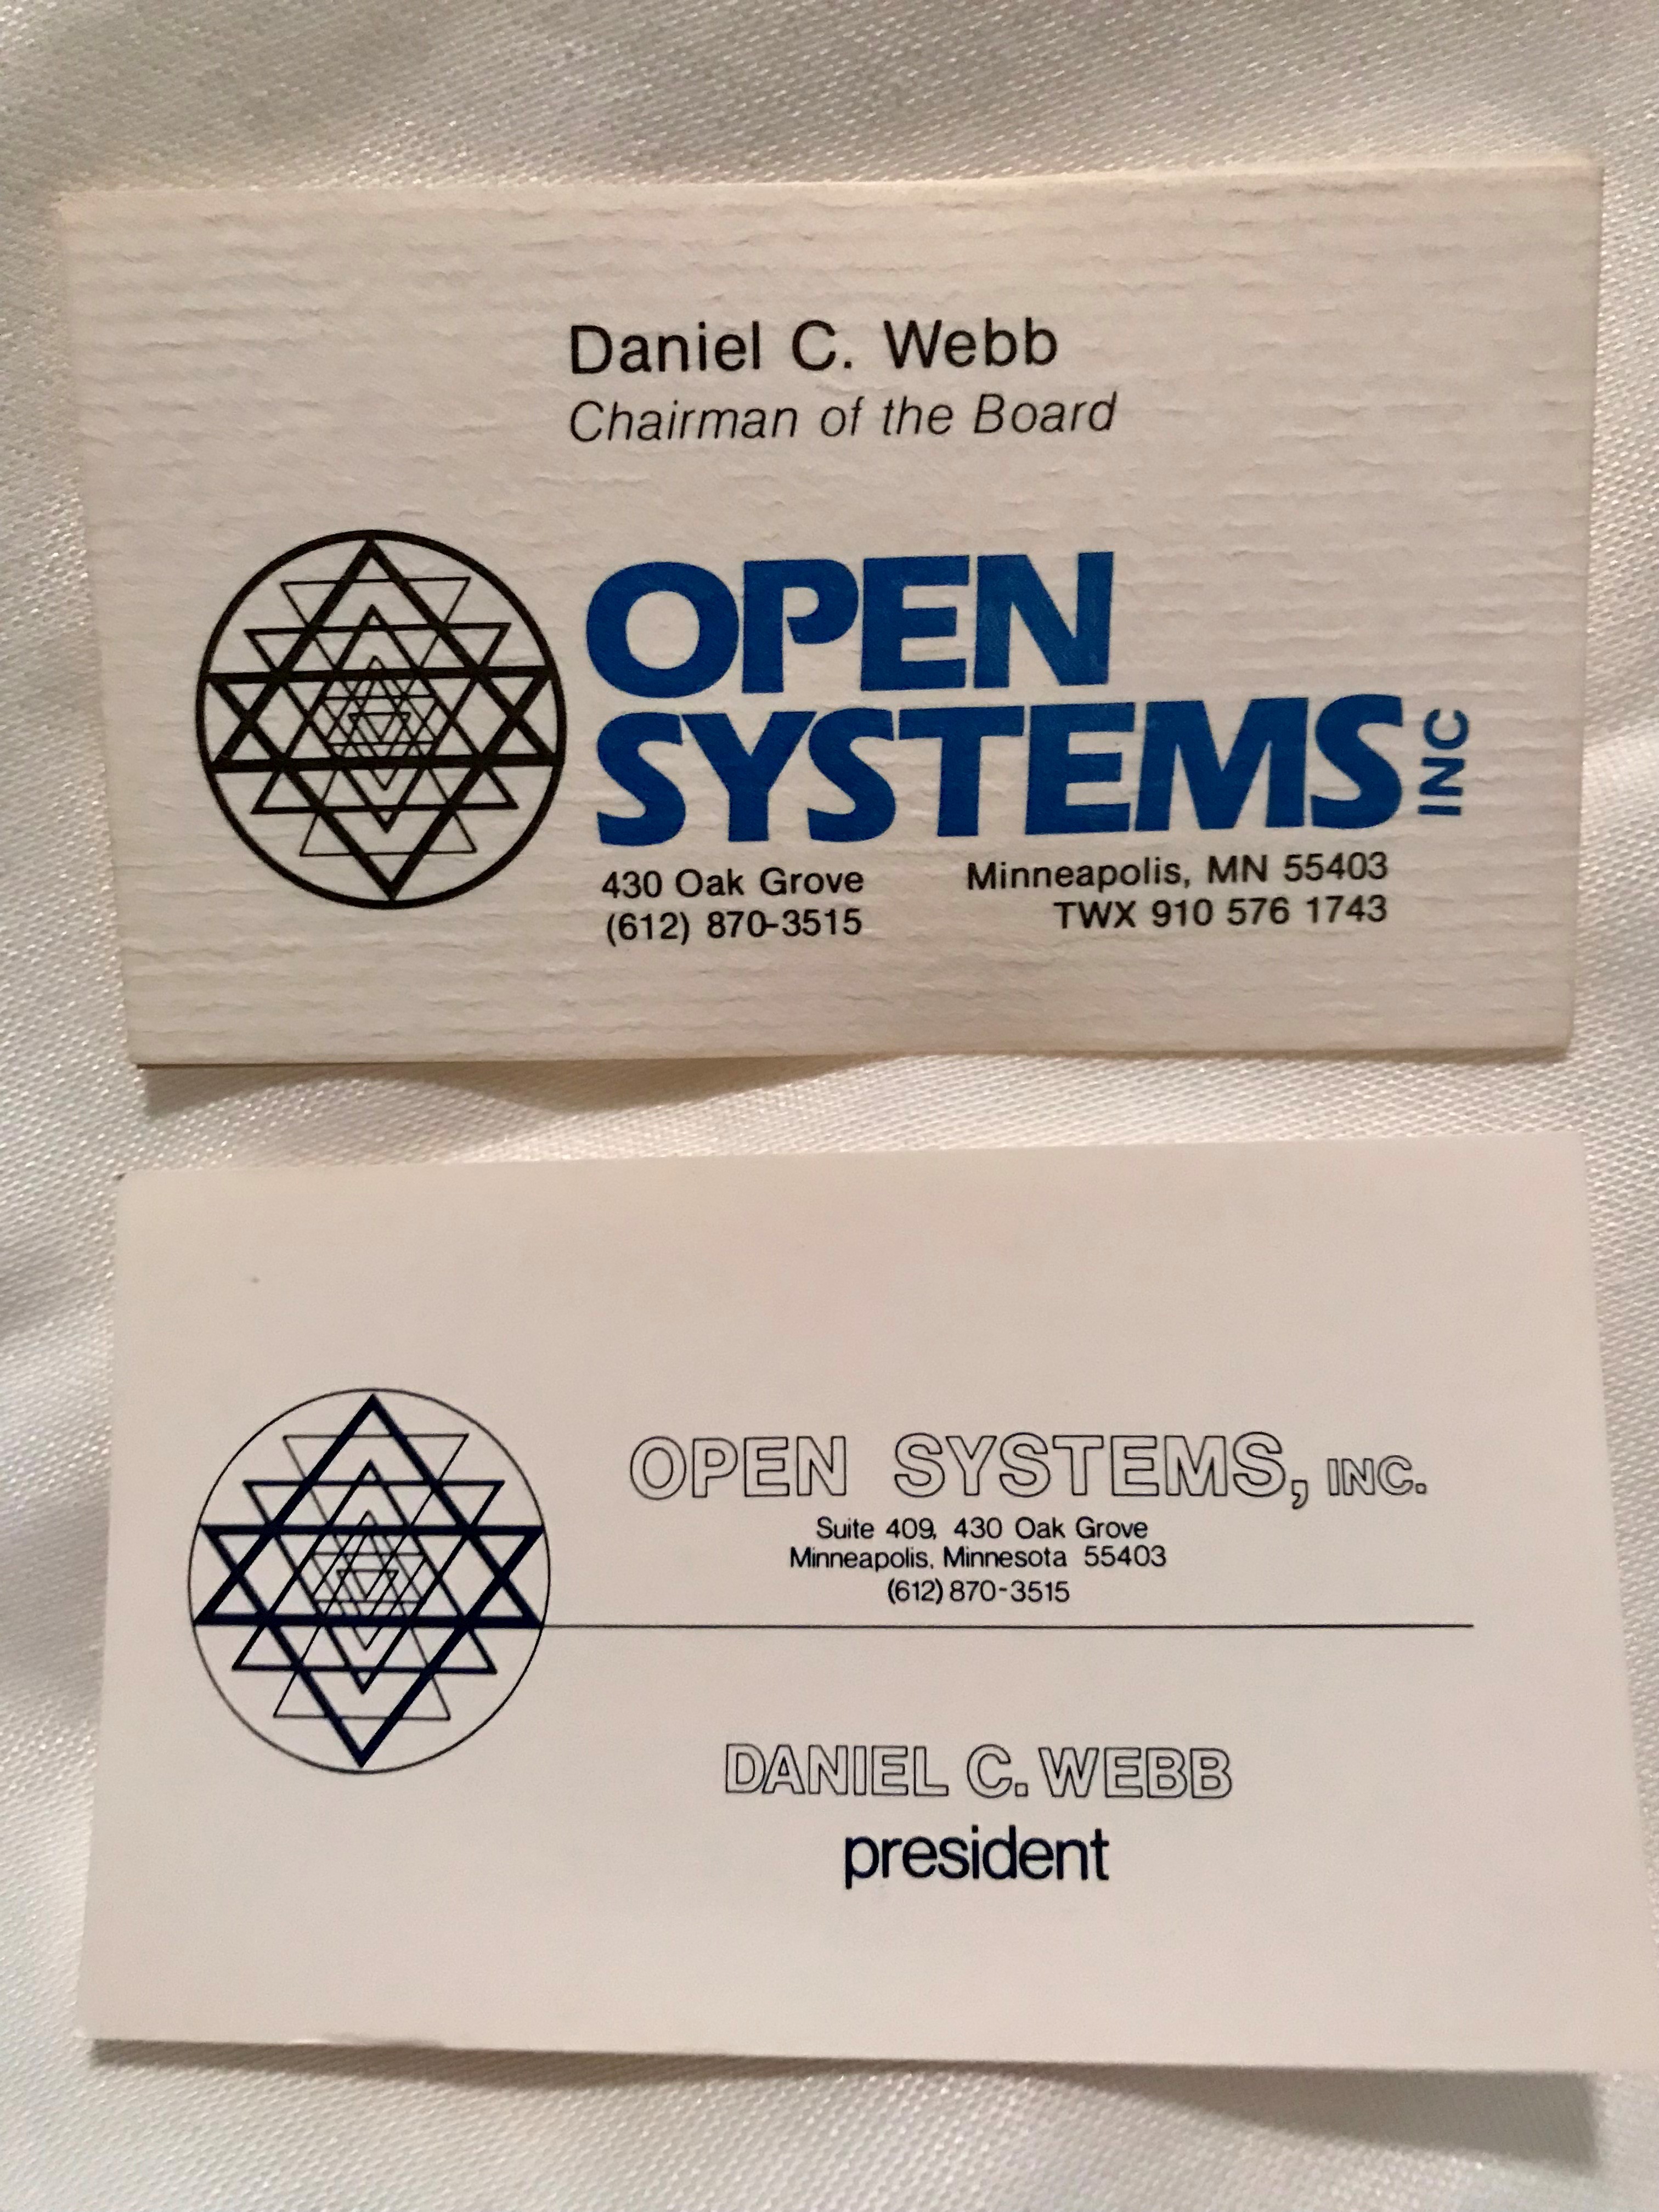 Daniel C. Webb
Chairman of the Board
OPEN
SYSTEMS INC
430 Oak Grove Minneapolis, MN 55403
(612) 870-3515 TWX 910 576 1743
OPEN SYSTEMS, INC.
Suite 409, 430 Oak Grove
Minneapolis, Minnesota 55403
(612) 870-3515
DANIEL C. WEBB
president